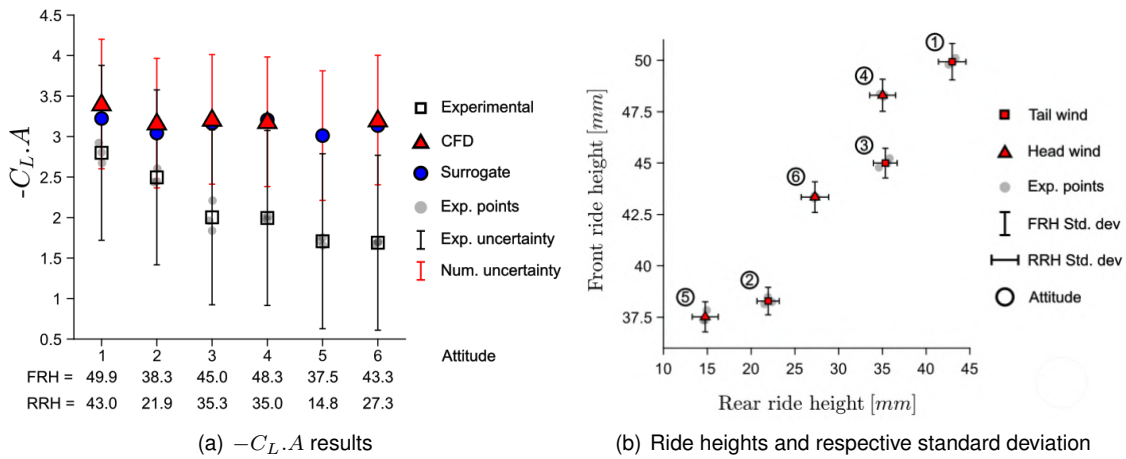 4.5
4
3.5
3
2.5
2
1.5
1
0.5
-C_L.A
1 2 3 4 5 6 Attitude
FRH = 49.9 38.3 45.0 48.3 37.5 43.3
RRH = 43.0 21.9 35.3 35.0 14.8 27.3
Experimental
CFD
Surrogate
Exp. points
Exp. uncertainty
Num. uncertainty
(a) −C_L.A results
50
47.5
45
42.5
40
37.5
Front ride height [mm]
1
4
3
6
2
5
10 15 20 25 30 35 40 45
Rear ride height [mm]
Tail wind
Head wind
Exp. points
FRH Std. dev
RRH Std. dev
Attitude
(b) Ride heights and respective standard deviation